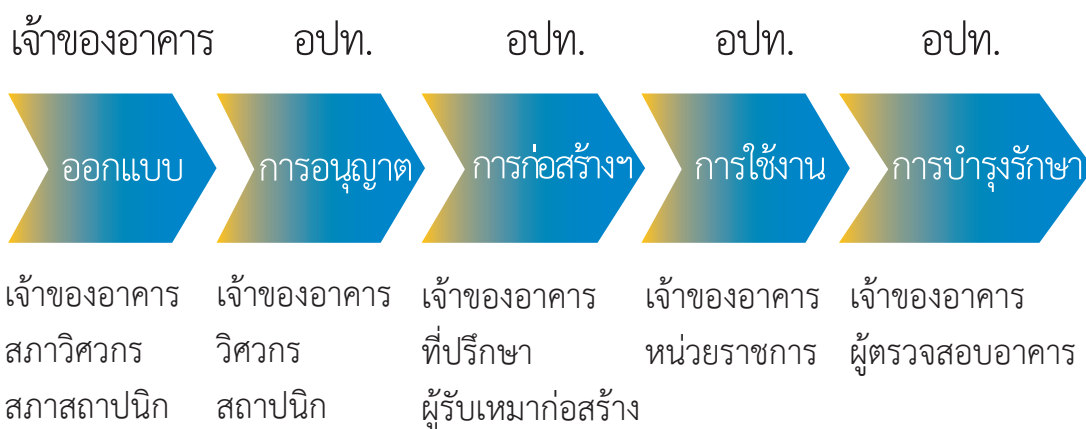 เจ้าของอาคาร อปท. อปท. อปท. อปท.
ออกแบบ การอนุญาต การก่อสร้างฯ การใช้งาน การบำรุงรักษา
เจ้าของอาคาร เจ้าของอาคาร เจ้าของอาคาร เจ้าของอาคาร เจ้าของอาคาร
สภาวิศวกร วิศวกร ที่ปรึกษา หน่วยราชการ ผู้ตรวจสอบอาคาร
สภาสถาปนิก สถาปนิก ผู้รับเหมาก่อสร้าง